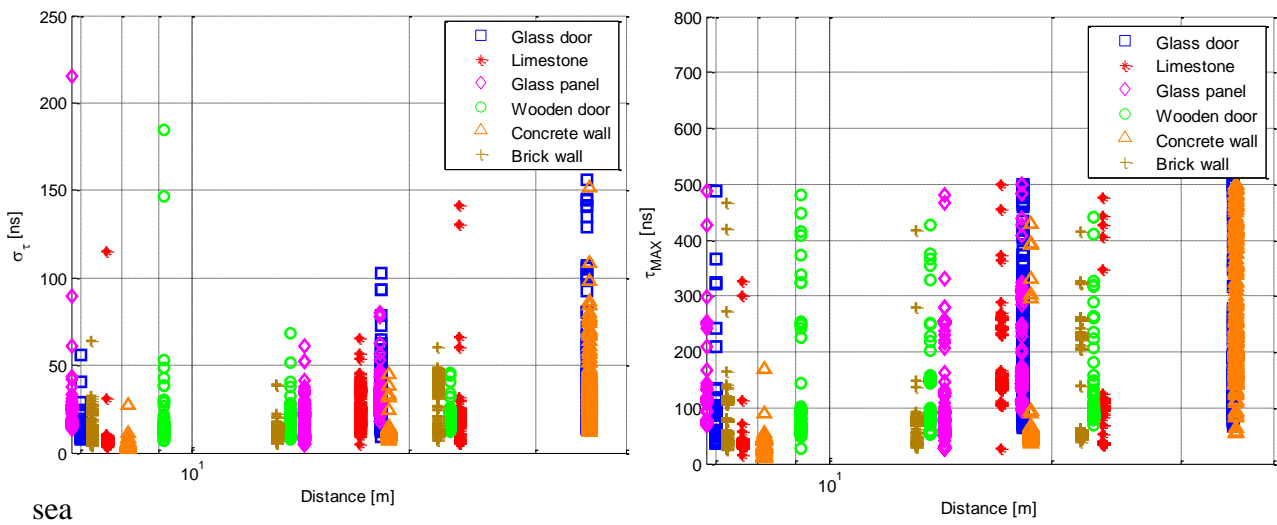 250
200
150
100
50
0
σ_τ [ns]
10^1
Distance [m]
Glass door
Limestone
Glass panel
Wooden door
Concrete wall
Brick wall
800
700
600
500
400
300
200
100
0
τ_MAX [ns]
10^1
Distance [m]
Glass door
Limestone
Glass panel
Wooden door
Concrete wall
Brick wall
sea